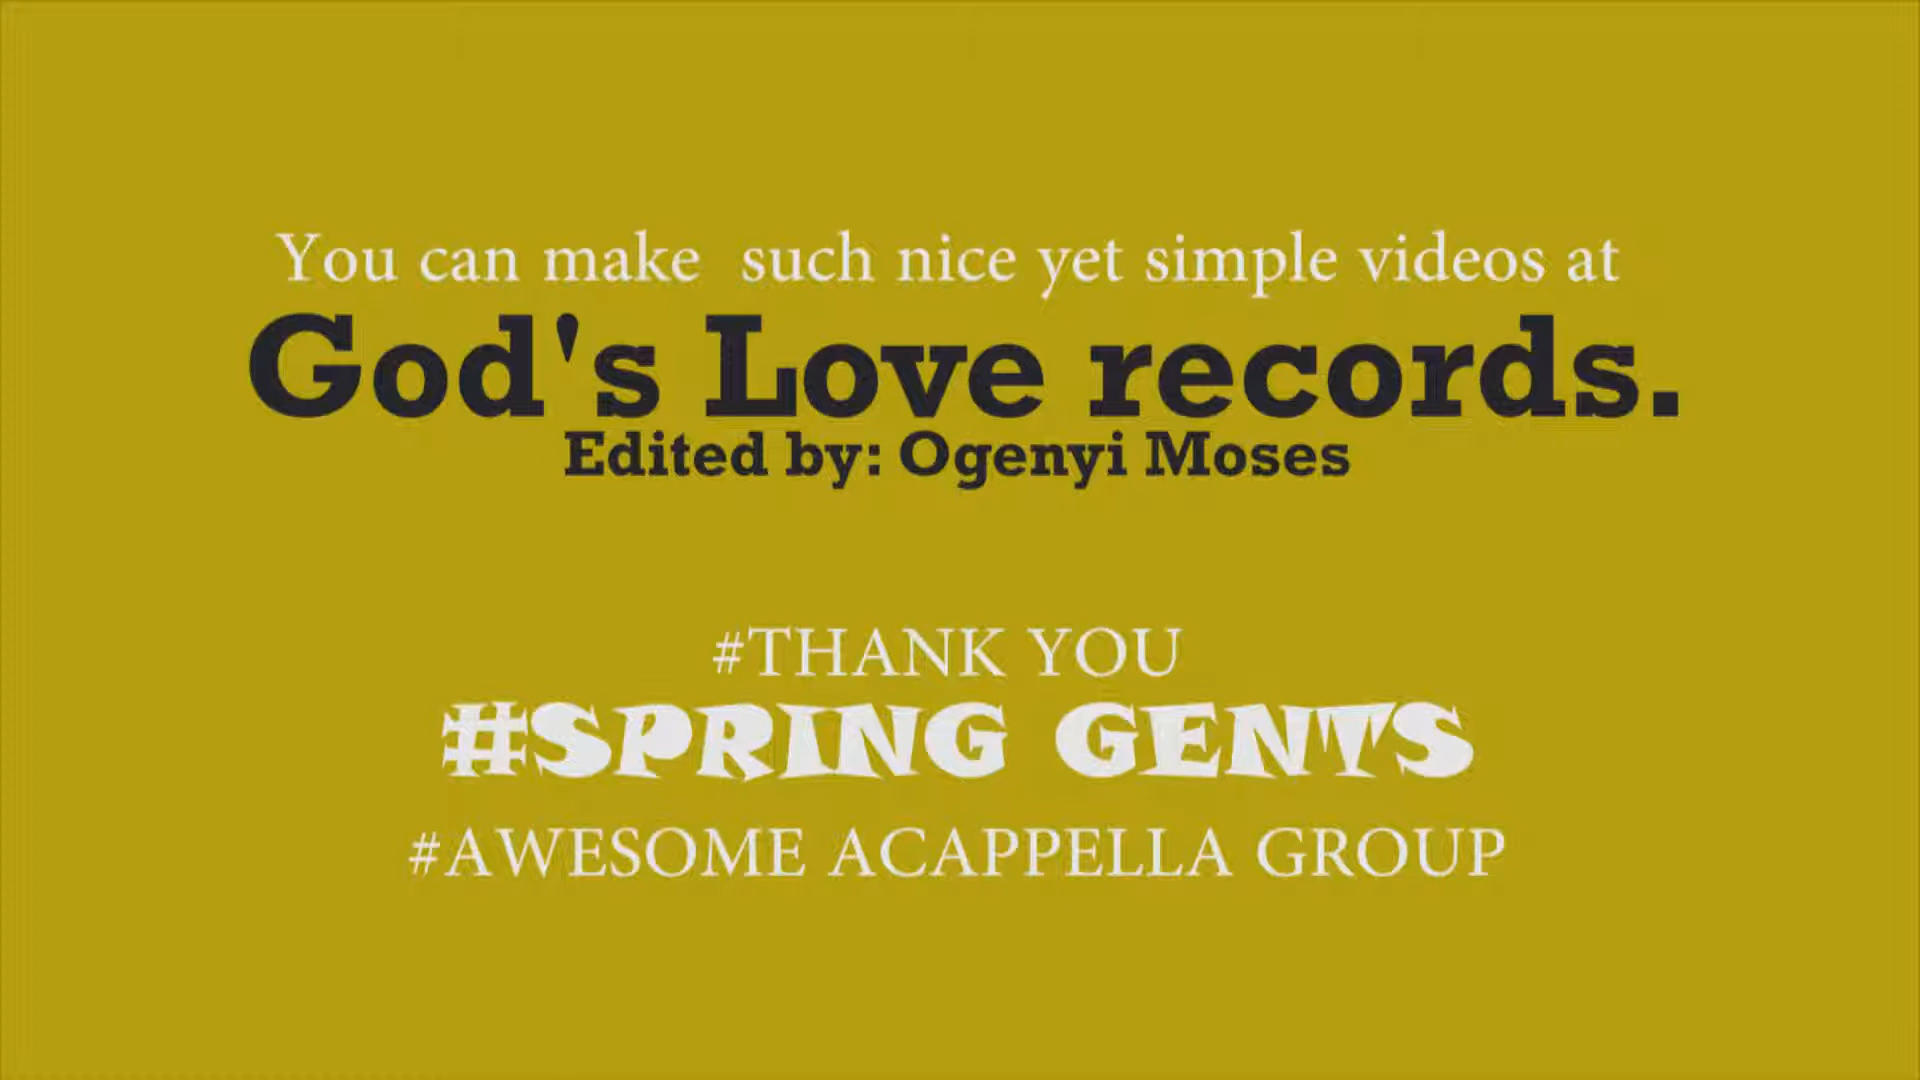 You can make such nice yet simple videos at
God's Love records.
Edited by: Ogenyi Moses
#THANK YOU
#SPRING GENTS
#AWESOME ACAPPELLA GROUP